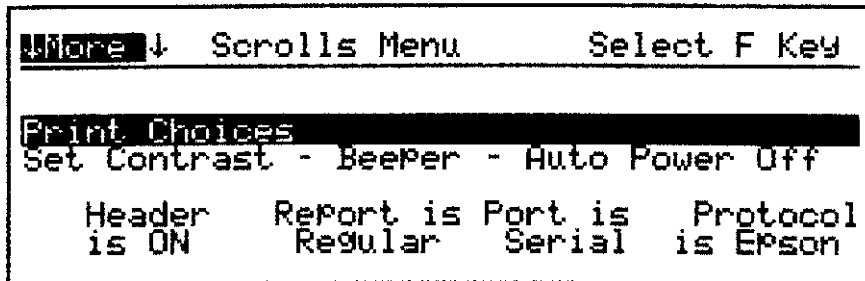 ↓More ↓ Scrolls Menu Select F Key
Print Choices
Set Contrast - Beeper - Auto Power Off
Header Report is Port is Protocol
is ON Regular Serial is Epson